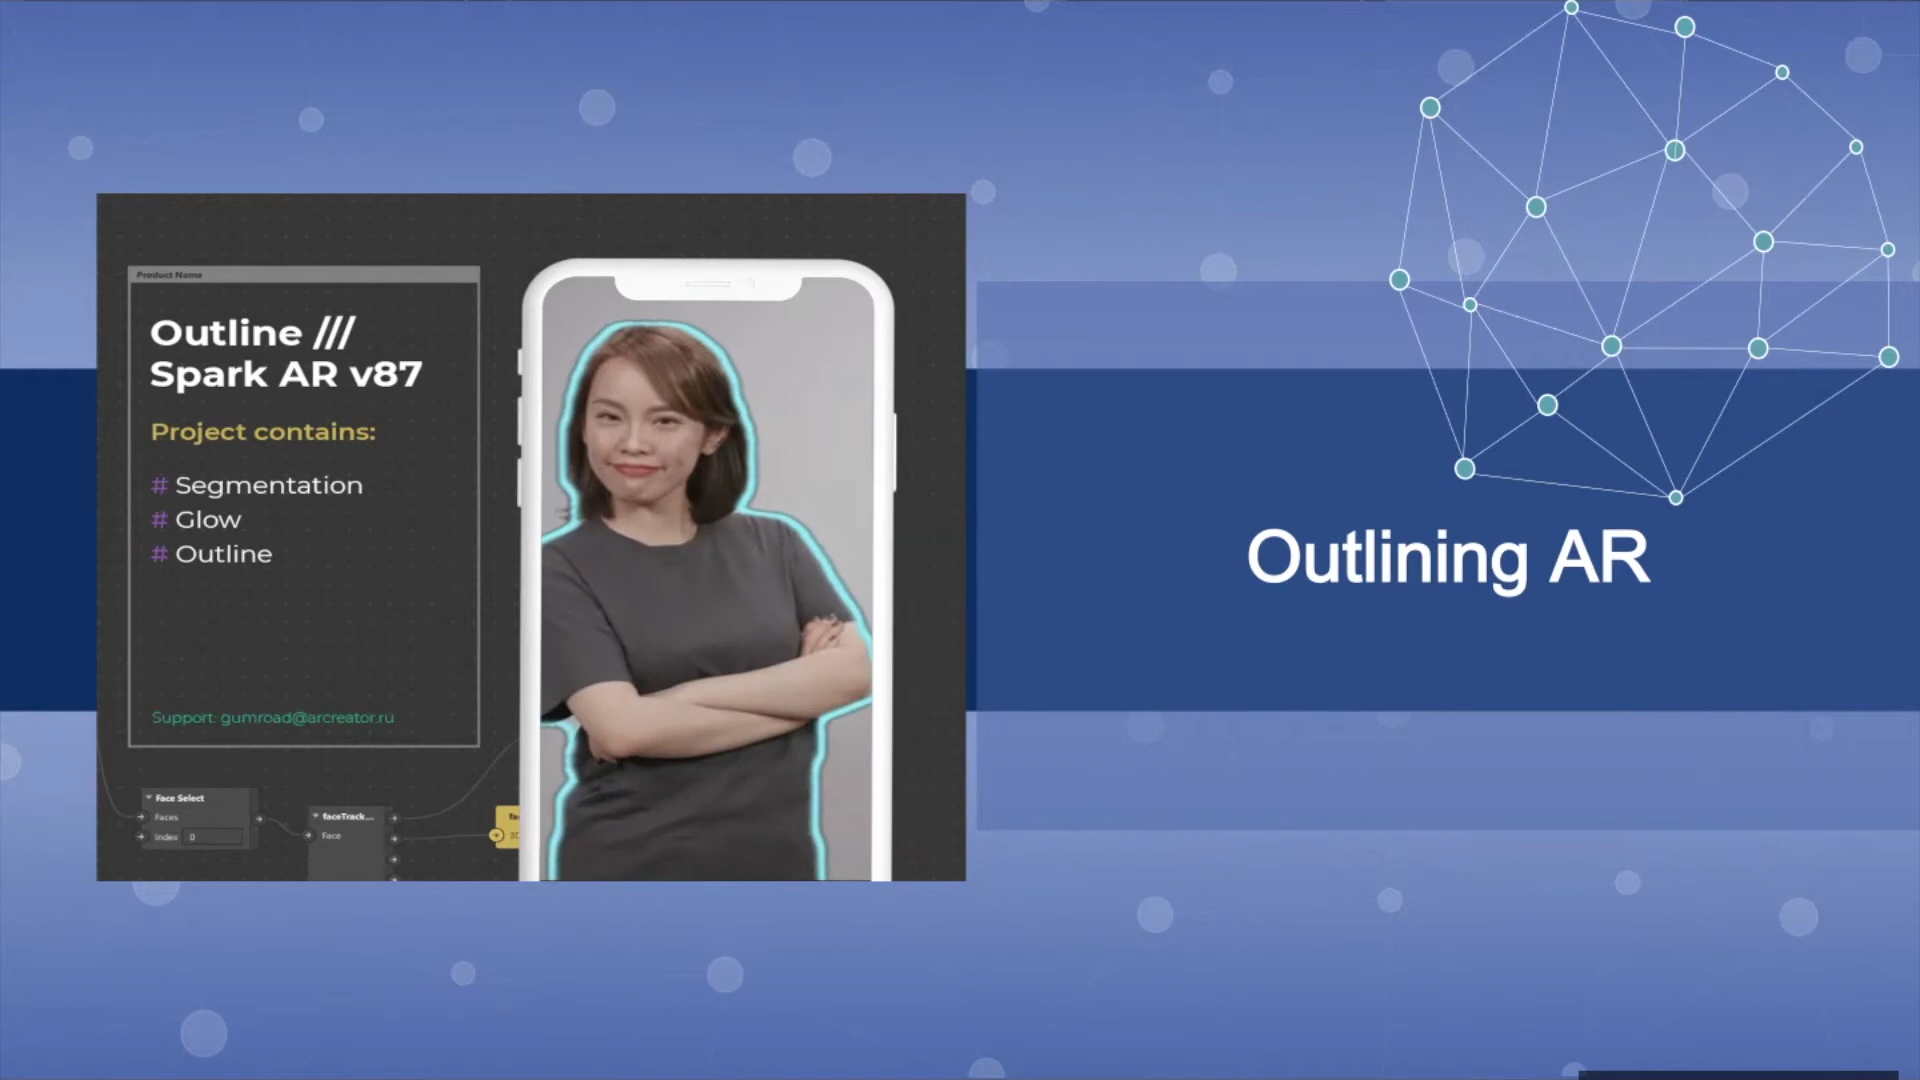 Product Name
Outline ///
Spark AR v87
Project contains:
# Segmentation
# Glow
# Outline
Support: gumroad@arcreator.ru
Face Select
Faces
Index 0
faceTrack...
Face
Outlining AR